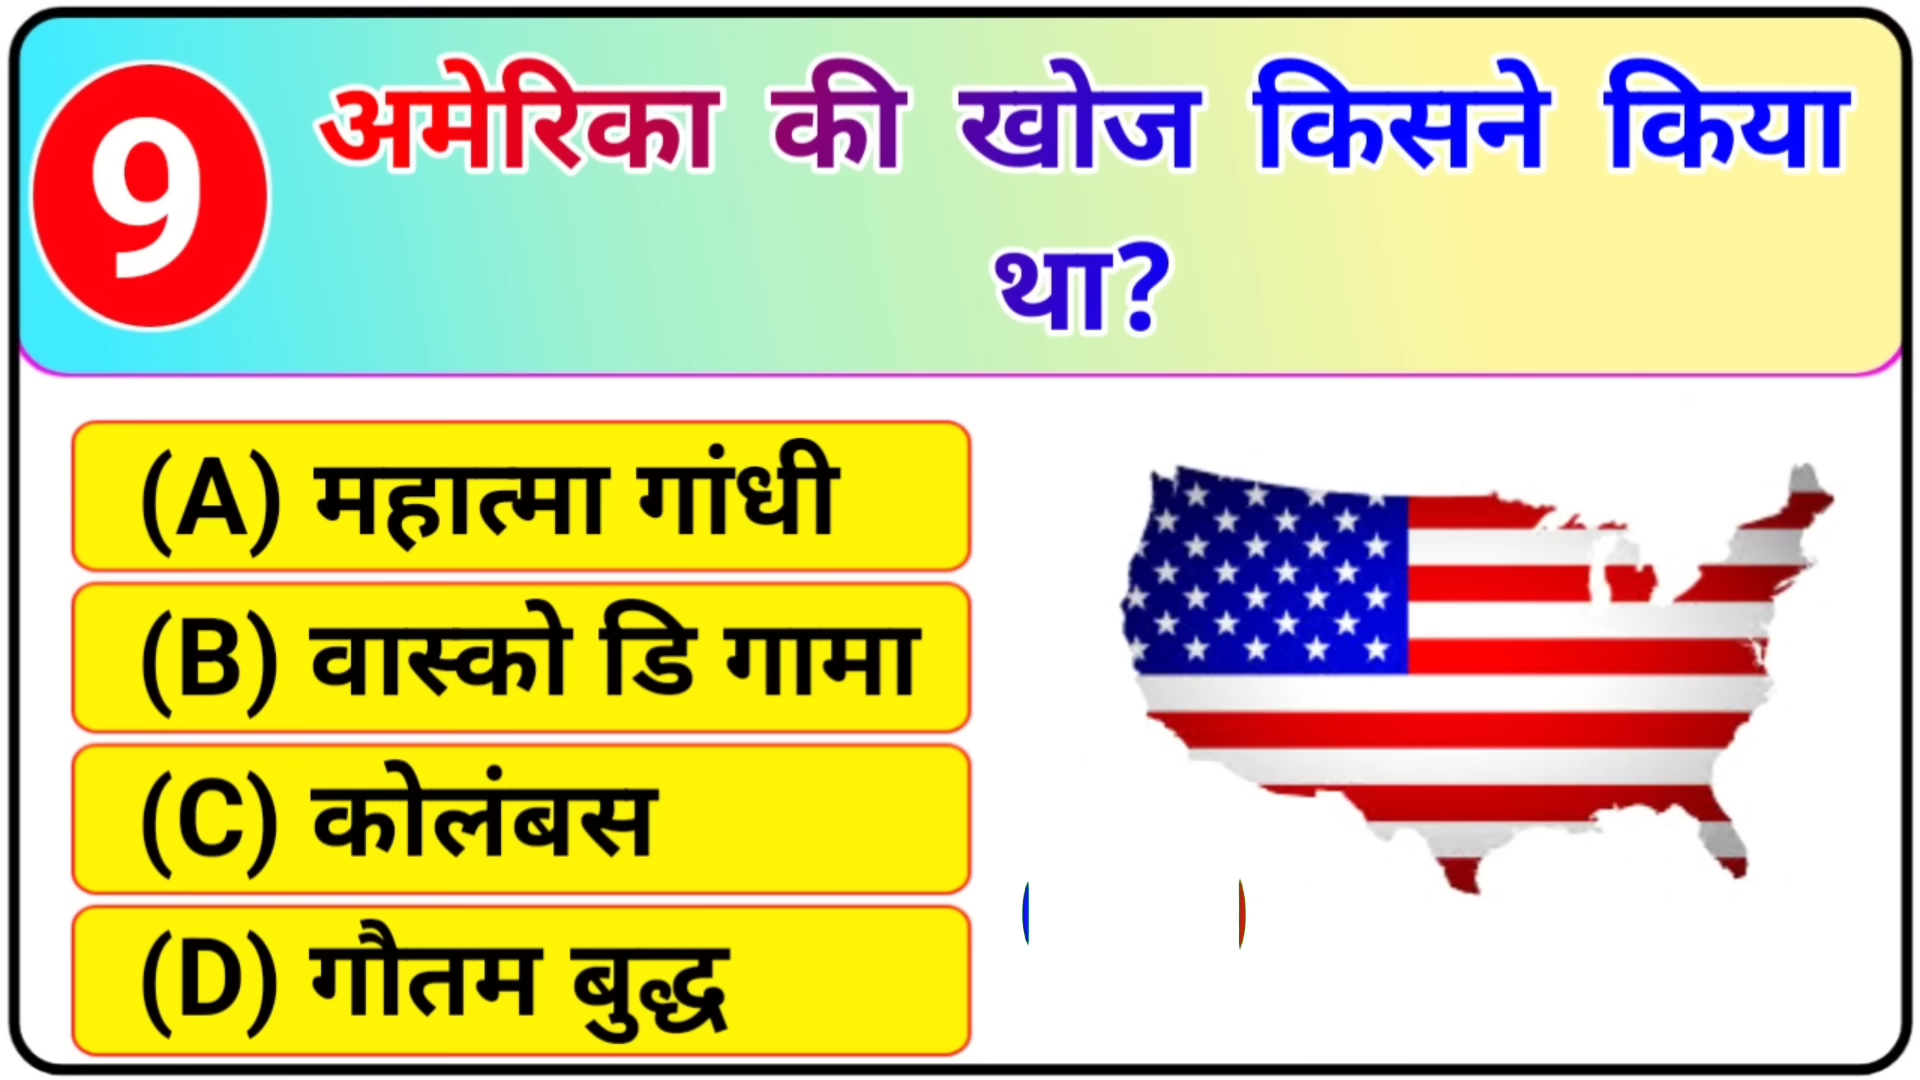 9
अमेरिका की खोज किसने किया
था?
(A) महात्मा गांधी
(B) वास्को डि गामा
(C) कोलंबस
(D) गौतम बुद्ध